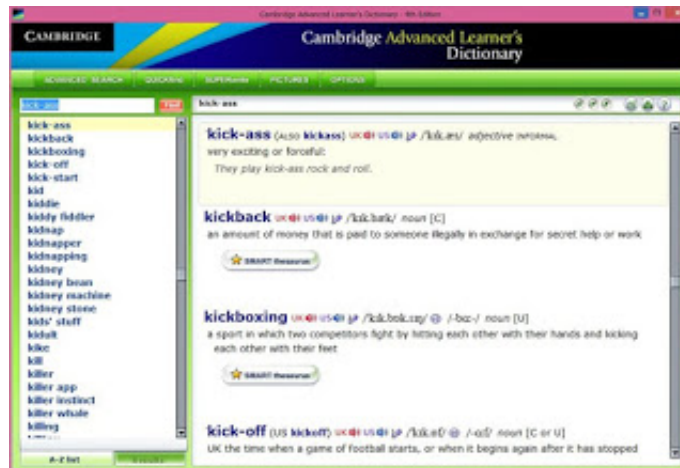 Cambridge Advanced Learner's Dictionary - 4th Edition
CAMBRIDGE
Cambridge Advanced Learner's
Dictionary
ADVANCED SEARCH QUICKfind SUPERwrite PICTURES OPTIONS
kick-ass
kick-ass
kick-ass
kickback
kickboxing
kick-off
kick-start
kid
kiddie
kiddy fiddler
kidnap
kidnapper
kidnapping
kidney
kidney bean
kidney machine
kidney stone
kids' stuff
kidult
kike
kill
killer
killer app
killer instinct
killer whale
killing
A-Z list
kick-ass (ALSO kickass) UK US /ˈkɪk.æs/ adjective INFORMAL
very exciting or forceful:
They play kick-ass rock and roll.
kickback UK US /ˈkɪk.bæk/ noun [C]
an amount of money that is paid to someone illegally in exchange for secret help or work
SMART thesaurus
kickboxing UK US /ˈkɪkˌbɒk.sɪŋ/ /-ˌbɑːk-/ noun [U]
a sport in which two competitors fight by hitting each other with their hands and kicking
each other with their feet
SMART thesaurus
kick-off (US kickoff) UK US /ˈkɪk.ɒf/ /-ɑːf/ noun [C or U]
UK the time when a game of football starts, or when it begins again after it has stopped